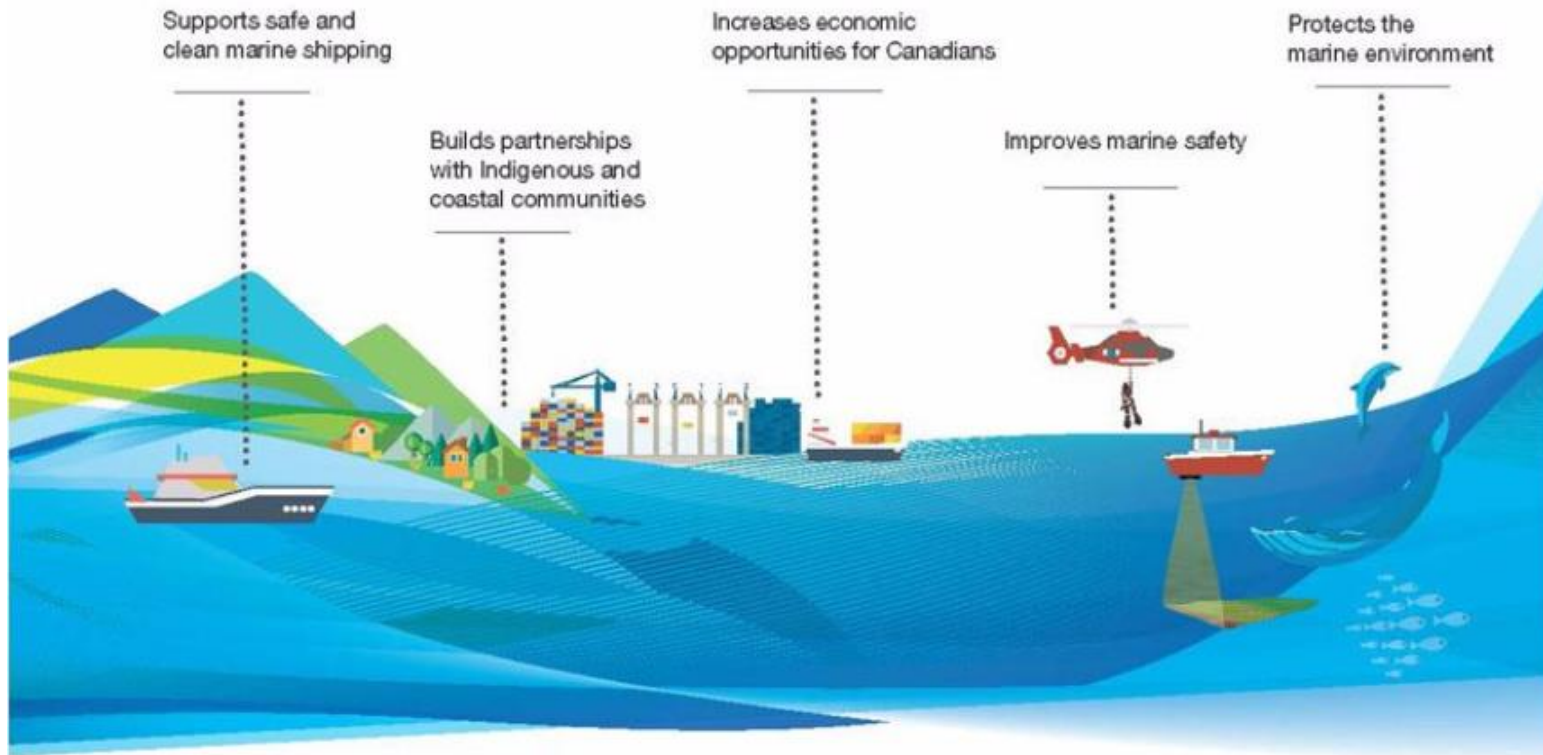 Supports safe and
clean marine shipping
Builds partnerships
with Indigenous and
coastal communities
Increases economic
opportunities for Canadians
Improves marine safety
Protects the
marine environment